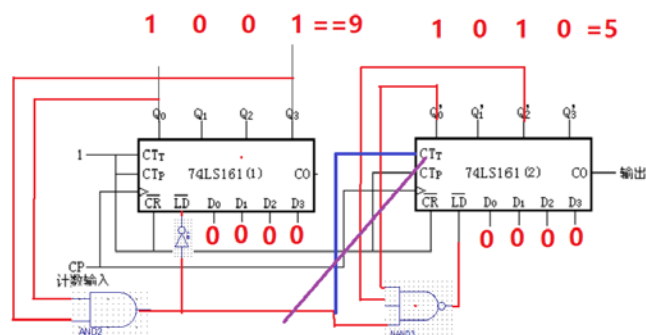 1 0 0 1==9 1 0 1 0 =5
Q0 Q1 Q2 Q3 Q0' Q1' Q2' Q3'
1 CTT 74LS161(1) CO CTT 74LS161(2) CO 输出
CTP CTP
CR LD D0 D1 D2 D3 CR LD D0 D1 D2 D3
0 0 0 0 0 0 0 0
CP
计数输入
AND2